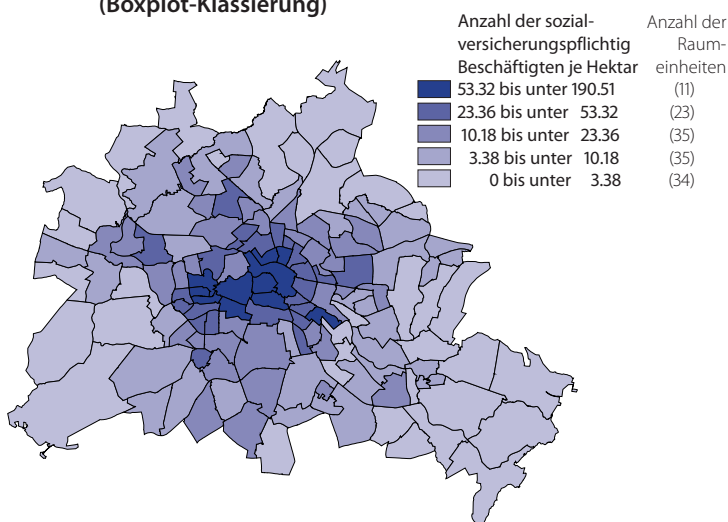 (Boxplot-Klassierung)
Anzahl der sozial- Anzahl der
versicherungspflichtig Raum-
Beschäftigten je Hektar einheiten
53.32 bis unter 190.51 (11)
23.36 bis unter 53.32 (23)
10.18 bis unter 23.36 (35)
3.38 bis unter 10.18 (35)
0 bis unter 3.38 (34)